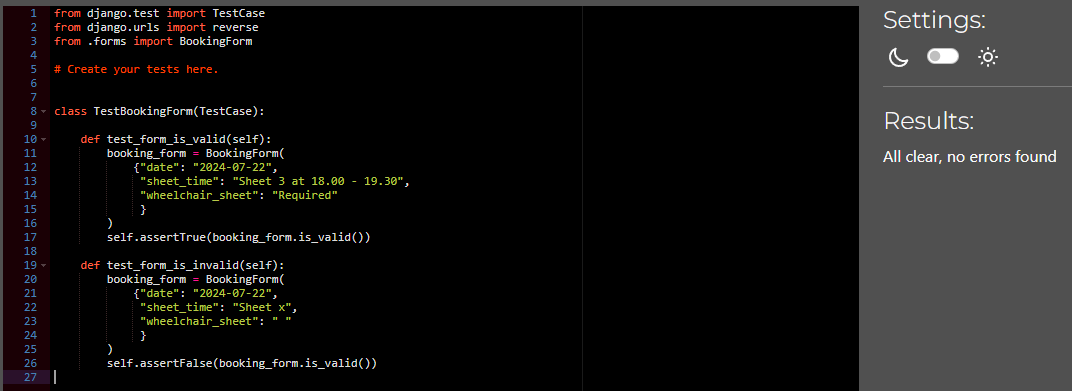 1 from django.test import TestCase
2 from django.urls import reverse
3 from .forms import BookingForm
4
5 # Create your tests here.
6
7
8 class TestBookingForm(TestCase):
9
10     def test_form_is_valid(self):
11         booking_form = BookingForm(
12             {"date": "2024-07-22",
13              "sheet_time": "Sheet 3 at 18.00 - 19.30",
14              "wheelchair_sheet": "Required"
15              }
16         )
17         self.assertTrue(booking_form.is_valid())
18
19     def test_form_is_invalid(self):
20         booking_form = BookingForm(
21             {"date": "2024-07-22",
22              "sheet_time": "Sheet x",
23              "wheelchair_sheet": " "
24              }
25         )
26         self.assertFalse(booking_form.is_valid())
27
Settings:
Results:
All clear, no errors found